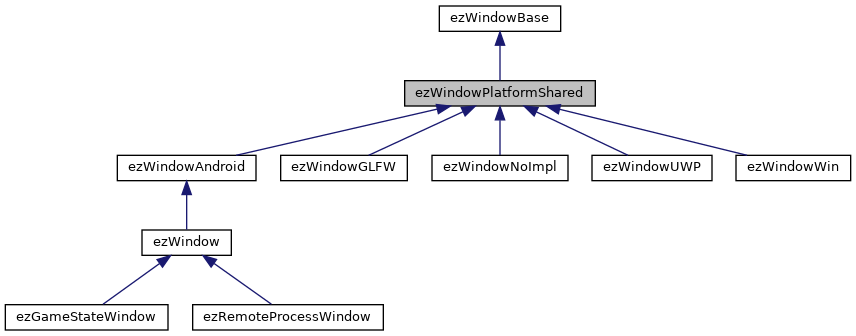 ezWindowBase
ezWindowPlatformShared
ezWindowAndroid
ezWindowGLFW
ezWindowNoImpl
ezWindowUWP
ezWindowWin
ezWindow
ezGameStateWindow
ezRemoteProcessWindow